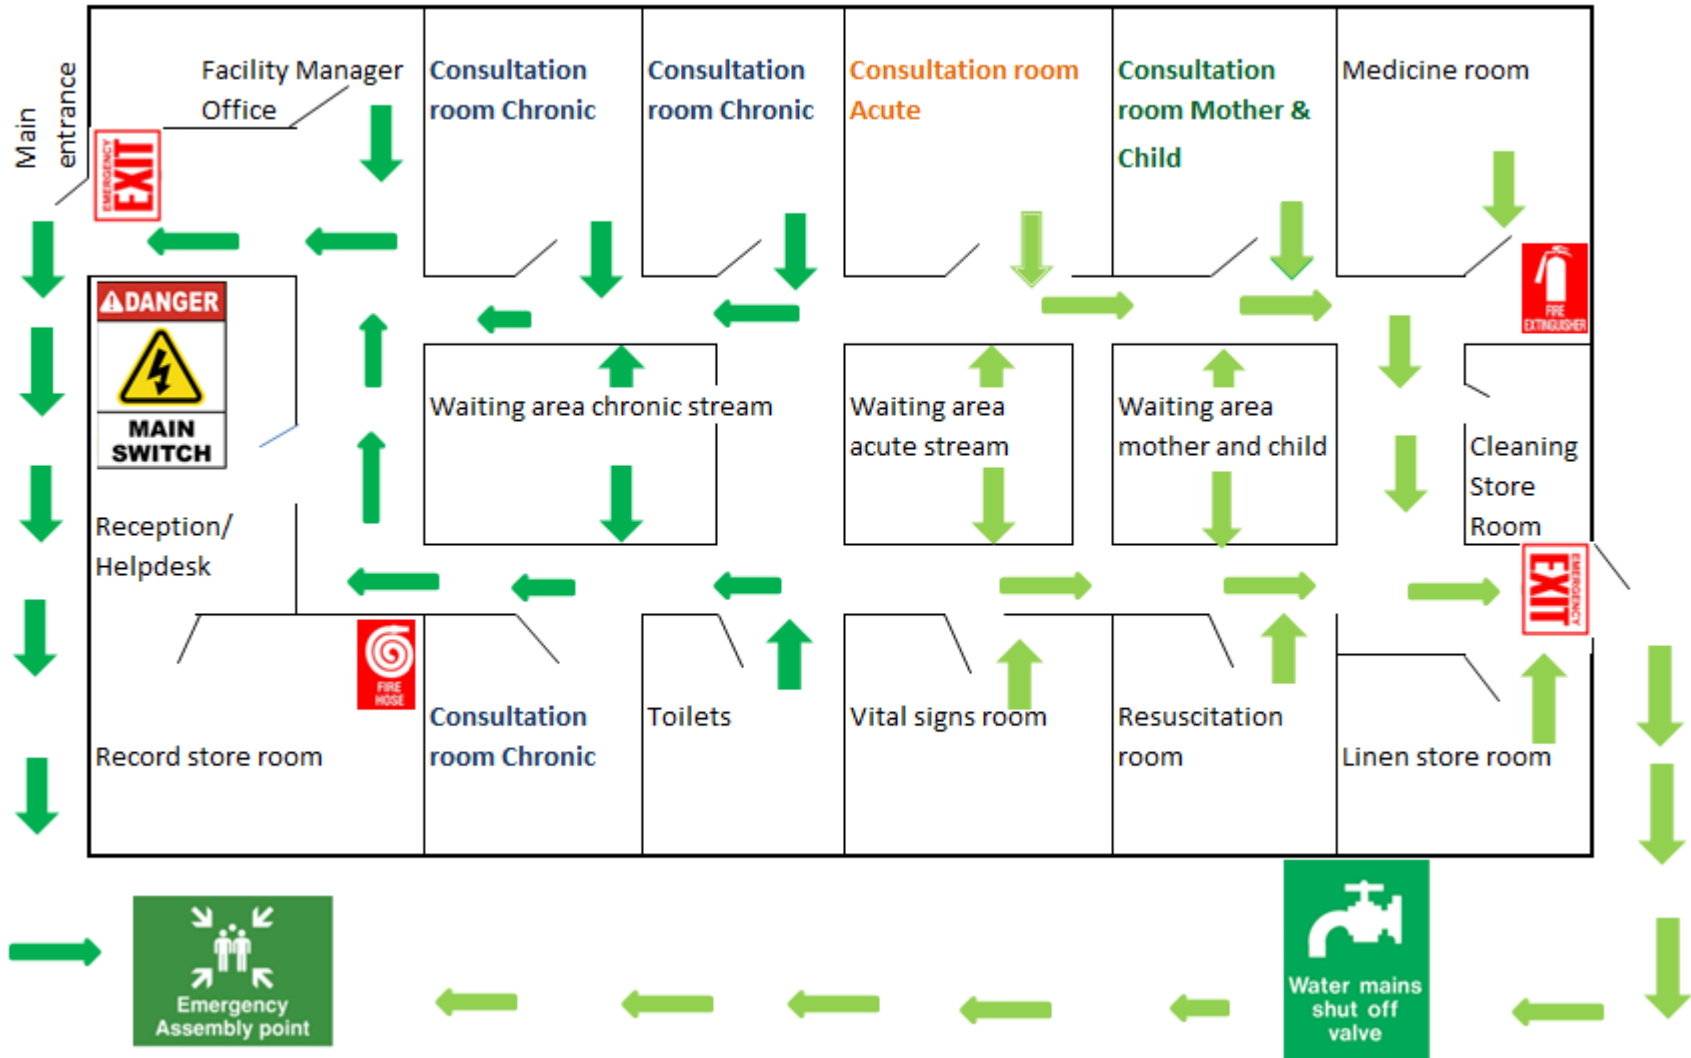 Main
entrance
Facility Manager
Office
Consultation
room Chronic
Consultation
room Chronic
Consultation room
Acute
Consultation
room Mother &
Child
Medicine room
EMERGENCY
EXIT
DANGER
MAIN
SWITCH
FIRE
EXTINGUISHER
Waiting area chronic stream
Waiting area
acute stream
Waiting area
mother and child
Cleaning
Store
Room
Reception/
Helpdesk
EMERGENCY
EXIT
FIRE
HOSE
Record store room
Consultation
room Chronic
Toilets
Vital signs room
Resuscitation
room
Linen store room
Emergency
Assembly point
Water mains
shut off
valve